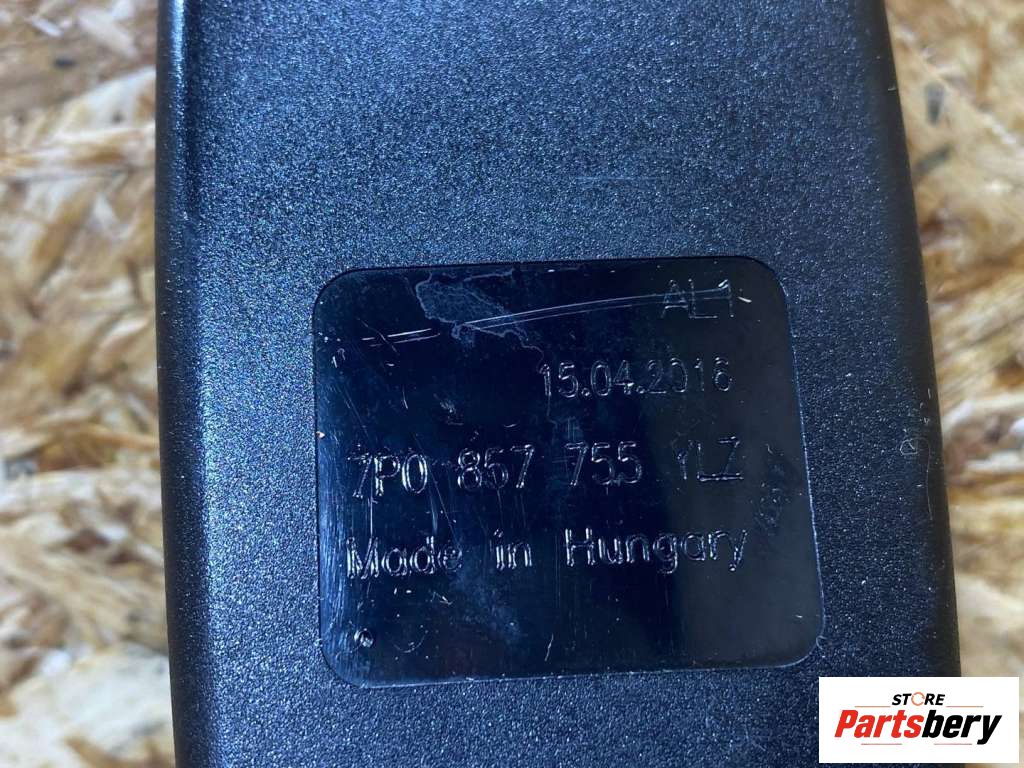 AL1
15.04.2016
7P0 857 755 YLZ
Made in Hungary
STORE
Partsbery